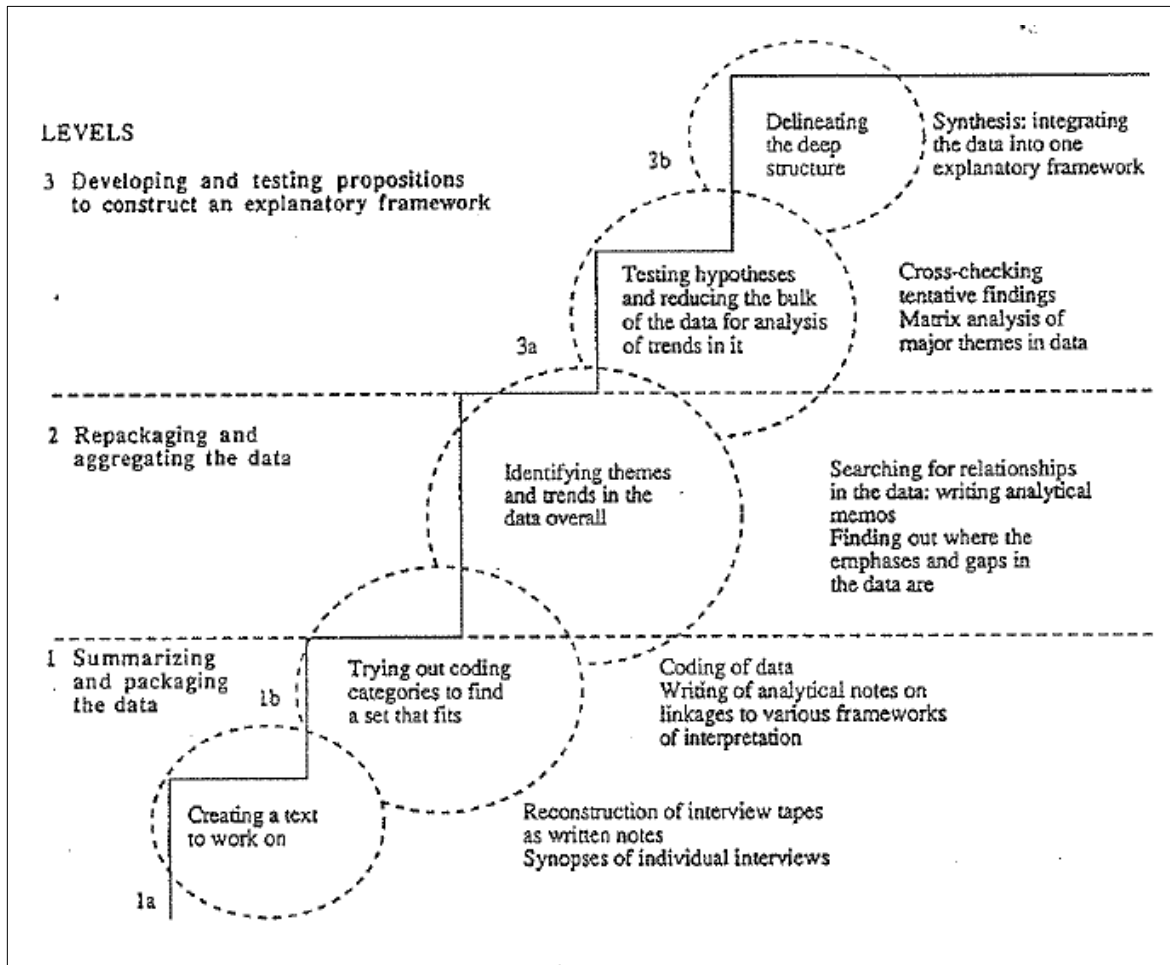 LEVELS
3 Developing and testing propositions
to construct an explanatory framework
3b
Delineating
the deep
structure
Synthesis: integrating
the data into one
explanatory framework
3a
Testing hypotheses
and reducing the bulk
of the data for analysis
of trends in it
Cross-checking
tentative findings
Matrix analysis of
major themes in data
2 Repackaging and
aggregating the data
Identifying themes
and trends in the
data overall
Searching for relationships
in the data: writing analytical
memos
Finding out where the
emphases and gaps in
the data are
1 Summarizing
and packaging
the data
1b
Trying out coding
categories to find
a set that fits
Coding of data
Writing of analytical notes on
linkages to various frameworks
of interpretation
Creating a text
to work on
Reconstruction of interview tapes
as written notes
Synopses of individual interviews
1a